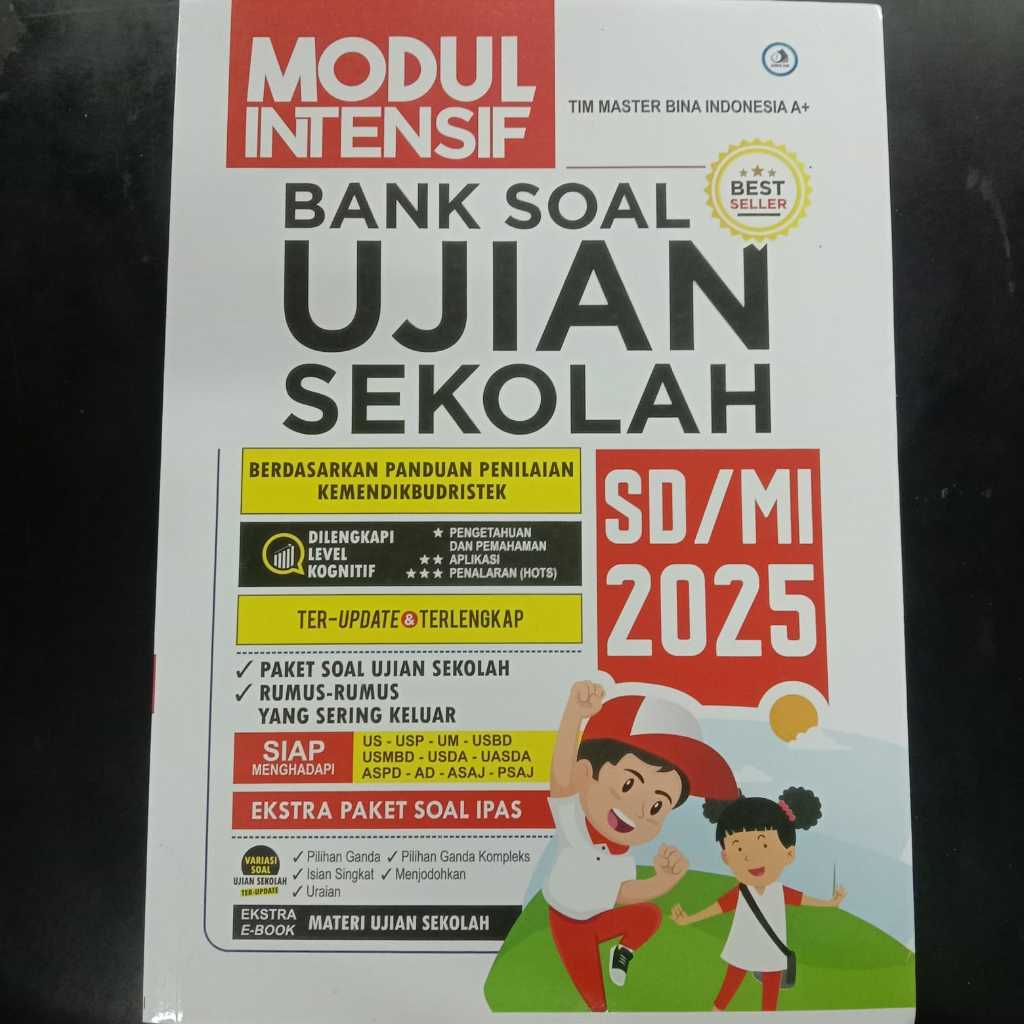 MODUL
INTENSIF
TIM MASTER BINA INDONESIA A+
BEST
SELLER
BANK SOAL
UJIAN
SEKOLAH
SD/MI
2025
BERDASARKAN PANDUAN PENILAIAN
KEMENDIKBUDRISTEK
DILENGKAPI
LEVEL
KOGNITIF
★ PENGETAHUAN
DAN PEMAHAMAN
★★ APLIKASI
★★★ PENALARAN (HOTS)
TER-UPDATE & TERLENGKAP
✓ PAKET SOAL UJIAN SEKOLAH
✓ RUMUS-RUMUS
YANG SERING KELUAR
SIAP
MENGHADAPI
US - USP - UM - USBD
USMBD - USDA - UASDA
ASPD - AD - ASAJ - PSAJ
EKSTRA PAKET SOAL IPAS
VARIASI
SOAL
UJIAN SEKOLAH
TER-UPDATE
✓ Pilihan Ganda ✓ Pilihan Ganda Kompleks
✓ Isian Singkat ✓ Menjodohkan
✓ Uraian
EKSTRA
E-BOOK
MATERI UJIAN SEKOLAH